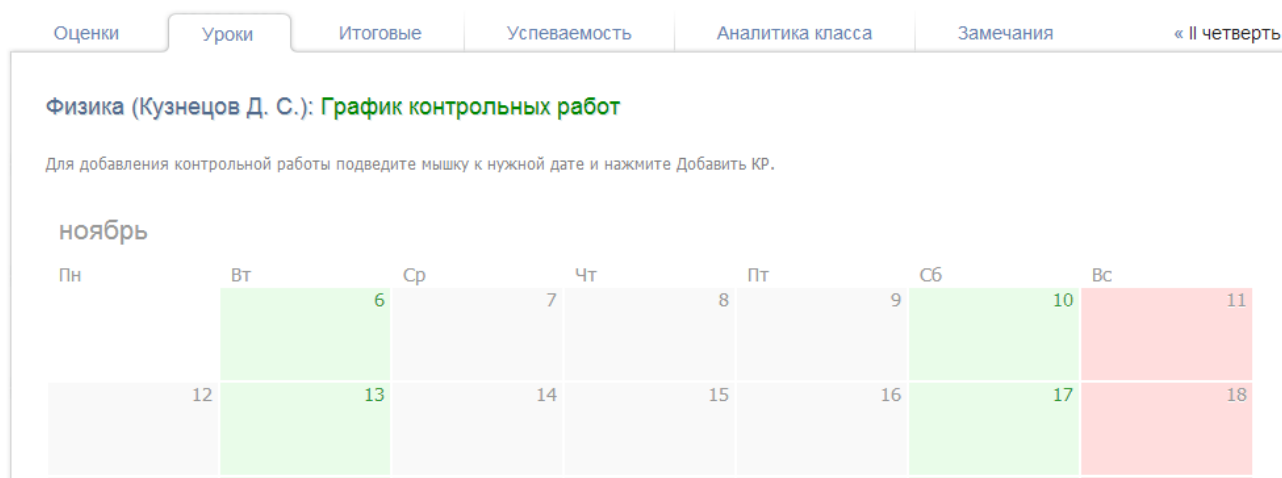 Оценки Уроки Итоговые Успеваемость Аналитика класса Замечания « II четверть
Физика (Кузнецов Д. С.): График контрольных работ
Для добавления контрольной работы подведите мышку к нужной дате и нажмите Добавить КР.
ноябрь
Пн Вт Ср Чт Пт Сб Вс
6 7 8 9 10 11
12 13 14 15 16 17 18